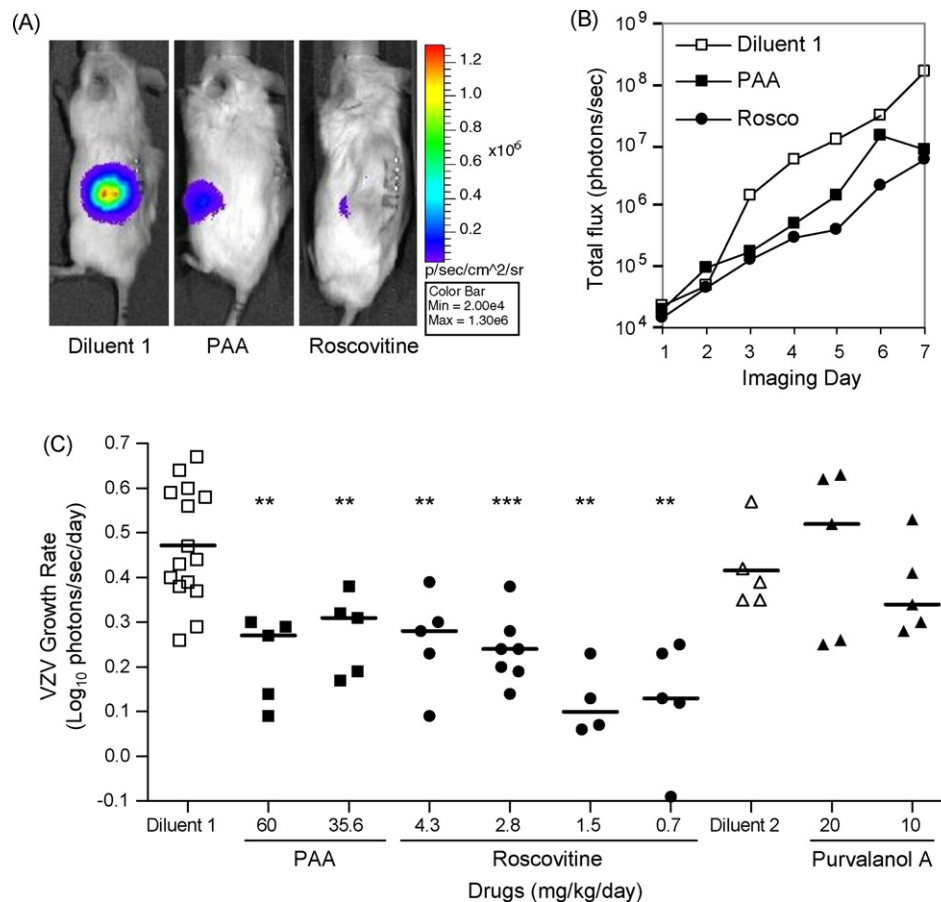 (A)
1.2
1.0
0.8
x10^6
0.6
0.4
0.2
p/sec/cm^2/sr
Color Bar
Min = 2.00e4
Max = 1.30e6
Diluent 1 PAA Roscovitine
(B)
10^9
10^8
10^7
10^6
10^5
10^4
Total flux (photons/sec)
Diluent 1
PAA
Rosco
1 2 3 4 5 6 7
Imaging Day
(C)
VZV Growth Rate
(Log₁₀ photons/sec/day)
0.7
0.6
0.5
0.4
0.3
0.2
0.1
0.0
-0.1
** ** ** *** ** **
Diluent 1 60 35.6 4.3 2.8 1.5 0.7 Diluent 2 20 10
PAA Roscovitine Purvalanol A
Drugs (mg/kg/day)